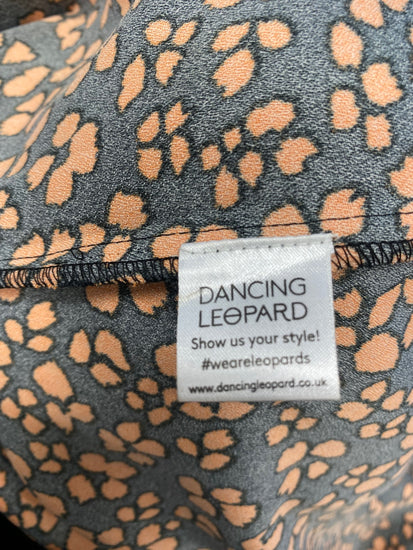 DANCING
LEOPARD
Show us your style!
#weareleopards
www.dancingleopard.co.uk